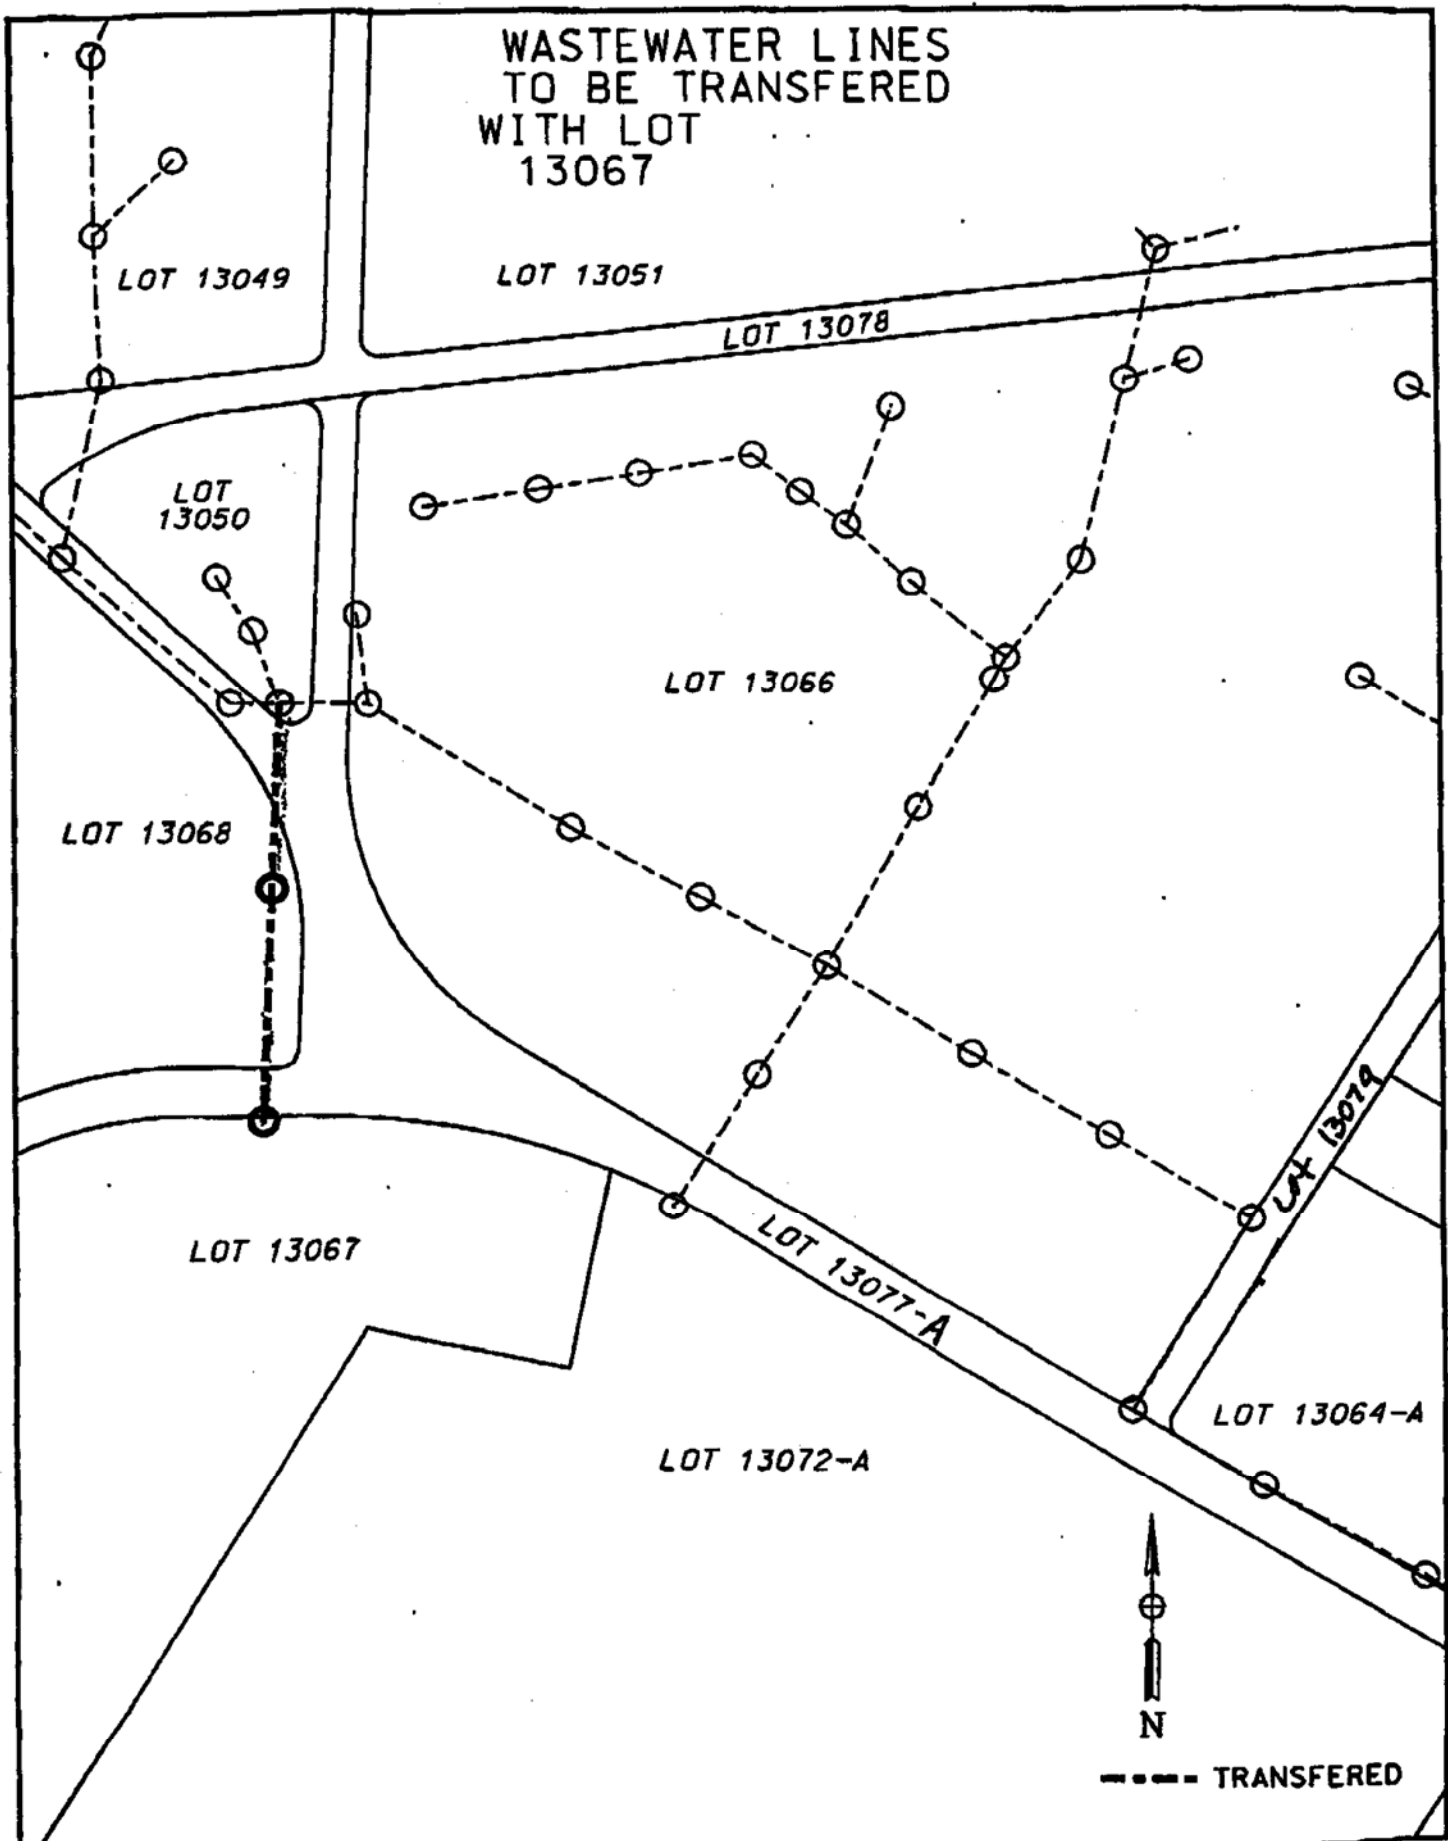 WASTEWATER LINES
TO BE TRANSFERED
WITH LOT
13067
LOT 13049
LOT 13051
LOT 13078
LOT
13050
LOT 13066
LOT 13068
LOT 13079
LOT 13067
LOT 13077-A
LOT 13064-A
LOT 13072-A
N
TRANSFERED